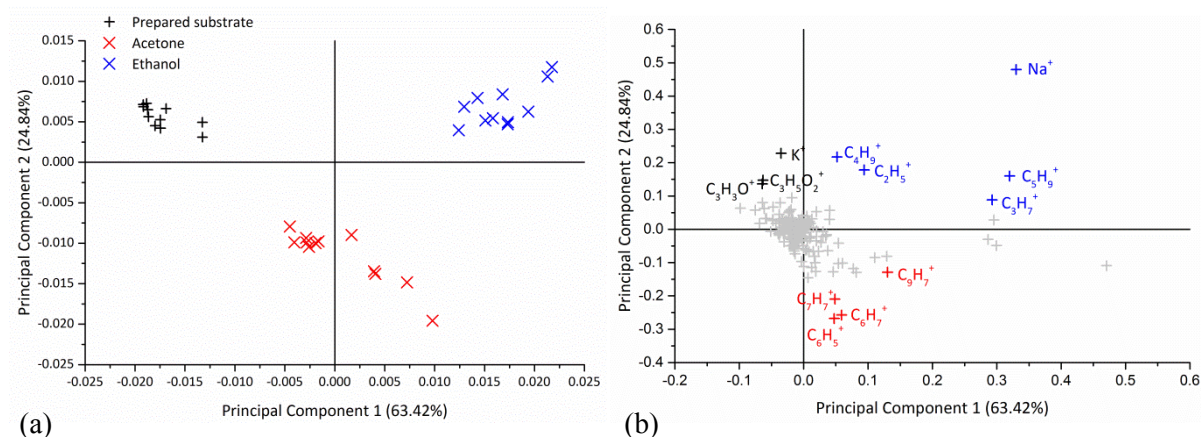 Prepared substrate
Acetone
Ethanol
0.015
0.010
0.005
0.000
-0.005
-0.010
-0.015
-0.020
-0.025
Principal Component 2 (24.84%)
-0.025 -0.020 -0.015 -0.010 -0.005 0.000 0.005 0.010 0.015 0.020 0.025
Principal Component 1 (63.42%)
(a)
0.6
0.5
0.4
0.3
0.2
0.1
0.0
-0.1
-0.2
-0.3
-0.4
Principal Component 2 (24.84%)
Na⁺
K⁺
C₄H₉⁺
C₂H₅⁺
C₃H₃O⁺
C₃H₅O₂⁺
C₅H₉⁺
C₃H₇⁺
C₉H₇⁺
C₇H₇⁺
C₆H₇⁺
C₆H₅⁺
-0.2 -0.1 0.0 0.1 0.2 0.3 0.4 0.5 0.6
Principal Component 1 (63.42%)
(b)